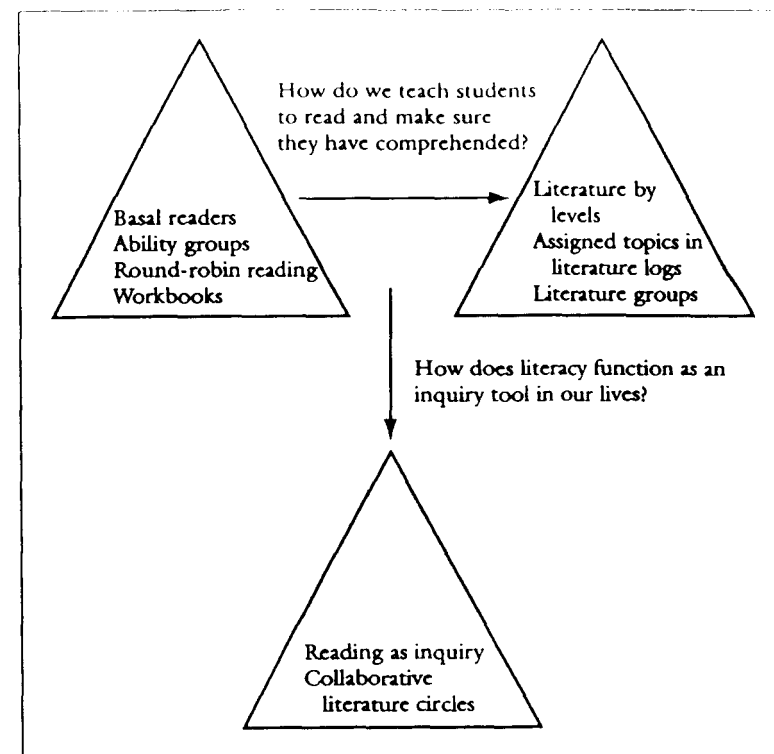 How do we teach students
to read and make sure
they have comprehended?
Basal readers
Ability groups
Round-robin reading
Workbooks
Literature by
levels
Assigned topics in
literature logs
Literature groups
How does literacy function as an
inquiry tool in our lives?
Reading as inquiry
Collaborative
literature circles